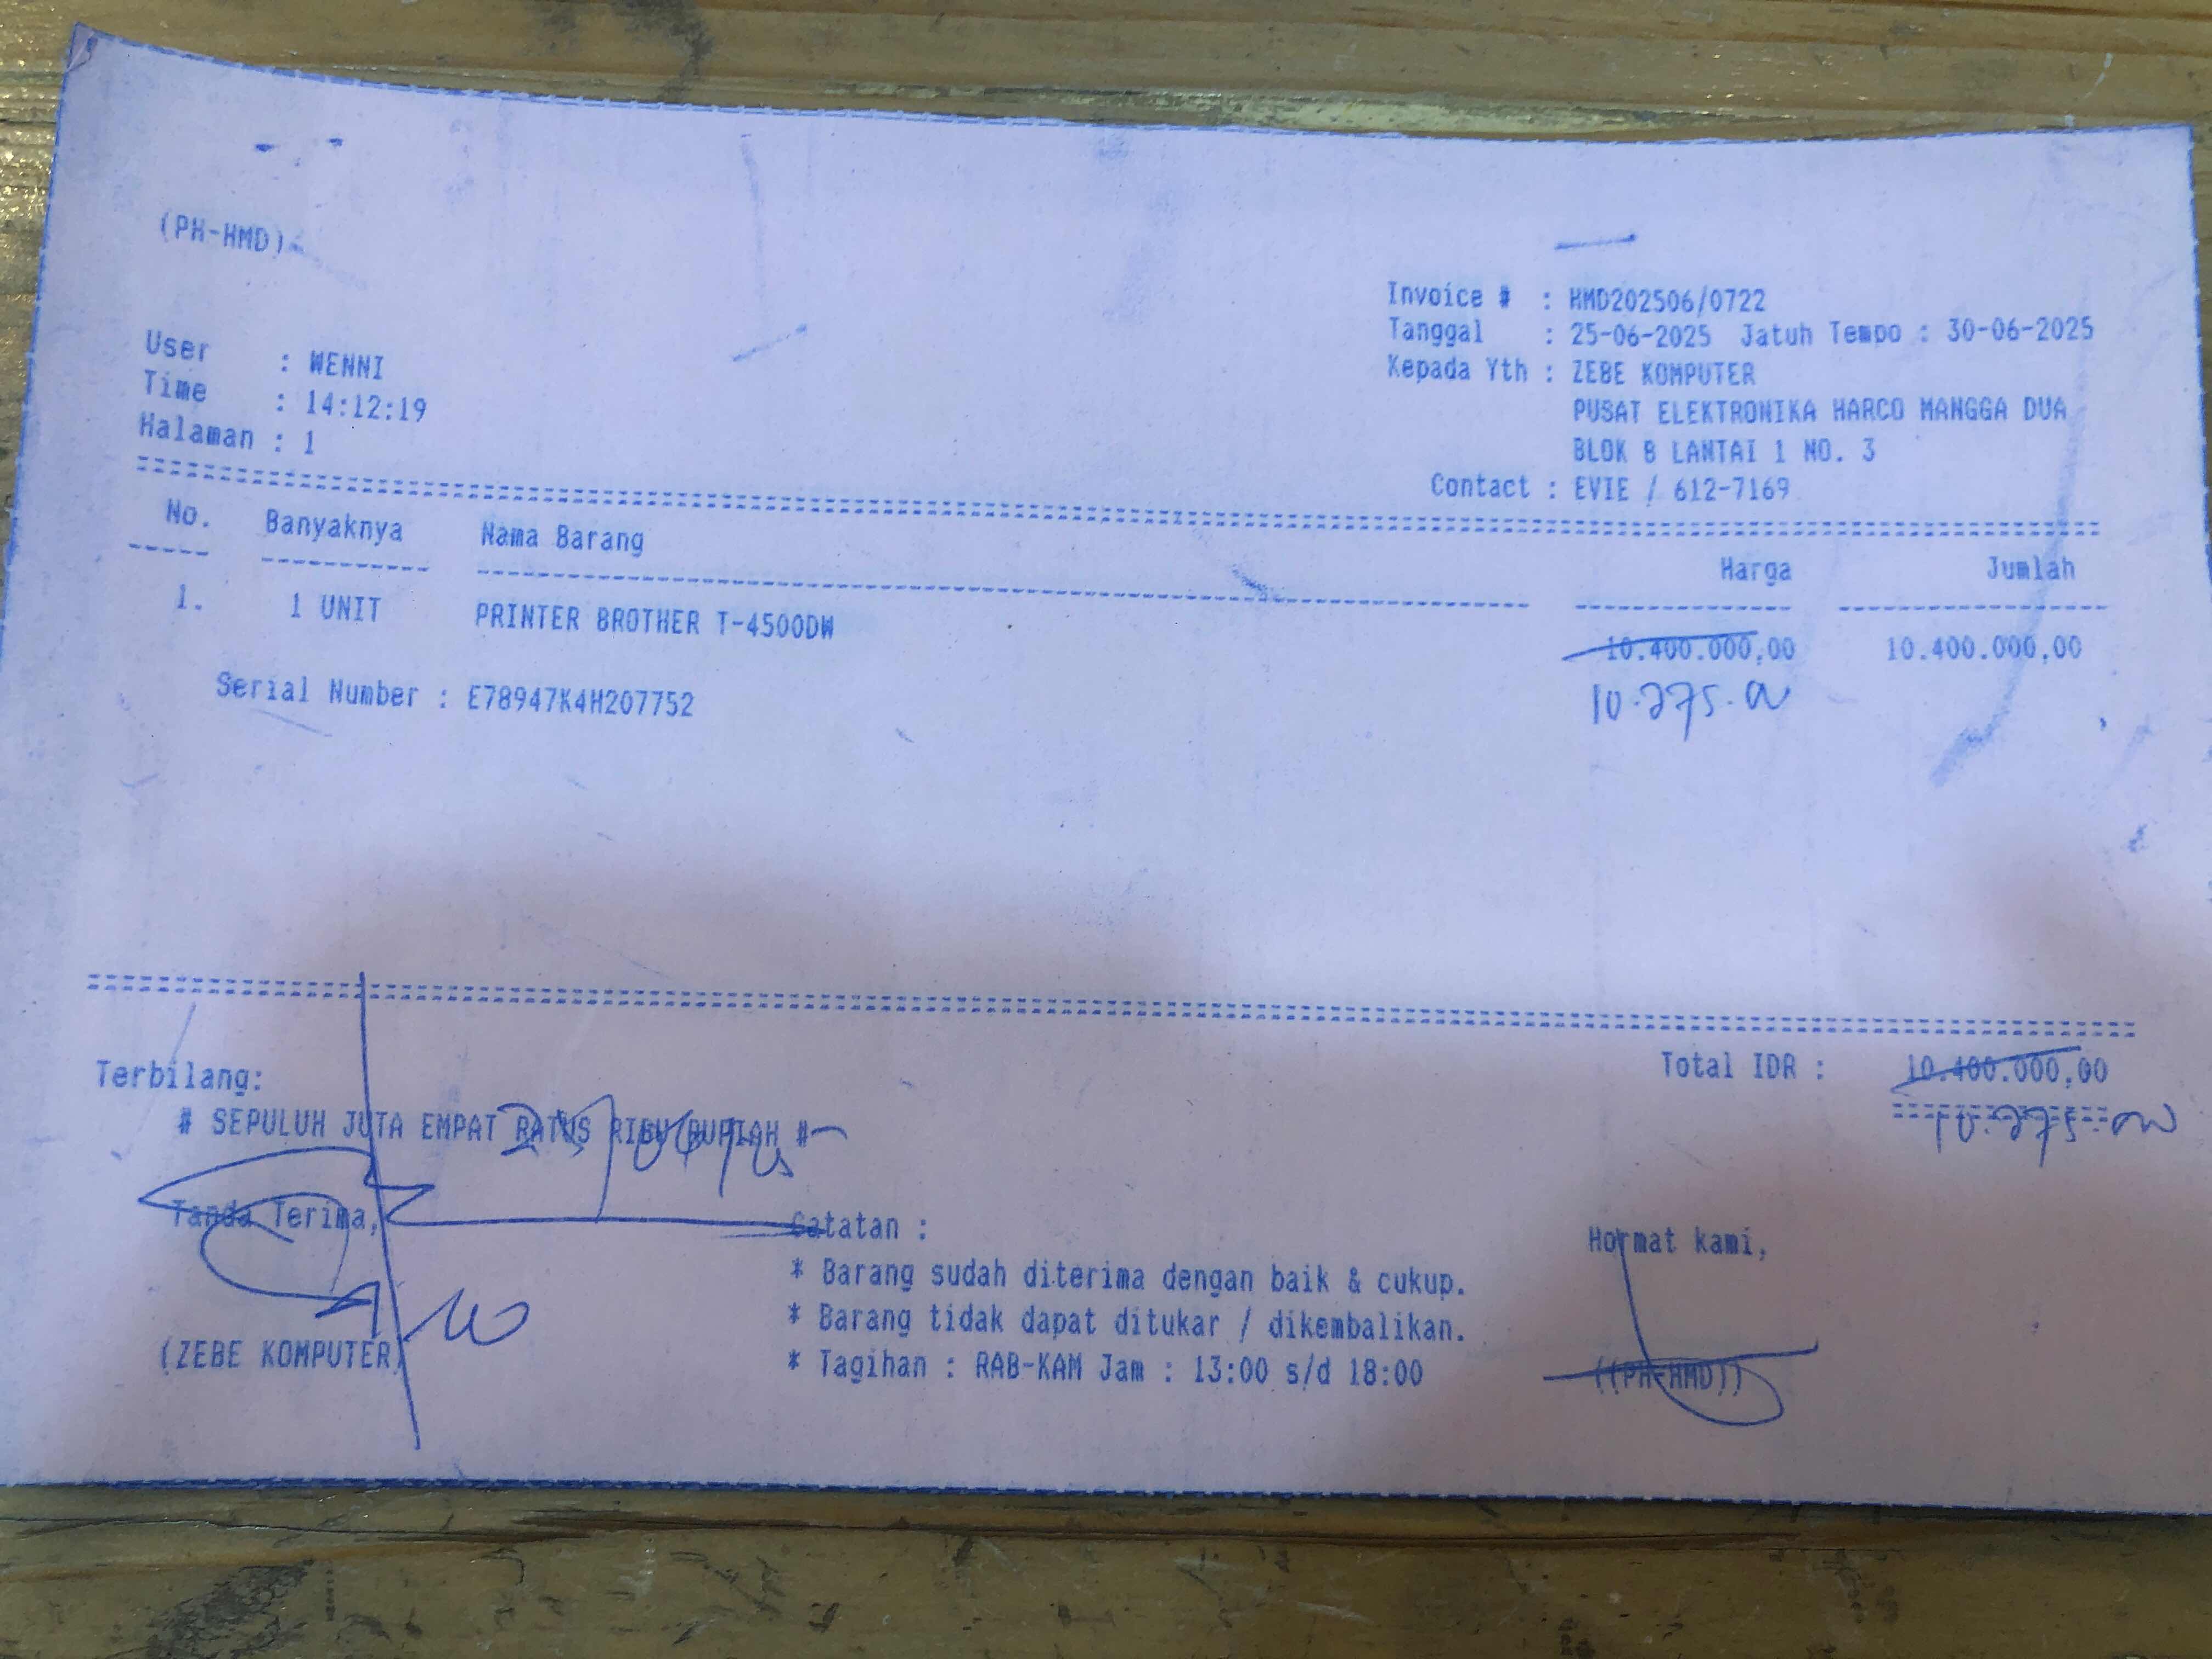 (PH-HMD)
Invoice # : HMD202506/0722
Tanggal : 25-06-2025 Jatuh Tempo : 30-06-2025
Kepada Yth : ZEBE KOMPUTER
PUSAT ELEKTRONIKA HARCO MANGGA DUA
BLOK B LANTAI 1 NO. 3
Contact : EVIE / 612-7169
User : WENNI
Time : 14:12:19
Halaman : 1
No. Banyaknya Nama Barang Harga Jumlah
1. 1 UNIT PRINTER BROTHER T-4500DW 10.400.000,00 10.400.000,00
10.275.00
Serial Number : E78947K4H207752
Total IDR : 10.400.000,00
10.275.00
Terbilang:
# SEPULUH JUTA EMPAT RATUS RIBU RUPIAH #
Tanda Terima,
(ZEBE KOMPUTER)
Catatan :
* Barang sudah diterima dengan baik & cukup.
* Barang tidak dapat ditukar / dikembalikan.
* Tagihan : RAB-KAM Jam : 13:00 s/d 18:00
Hormat kami,
((PH-HMD))